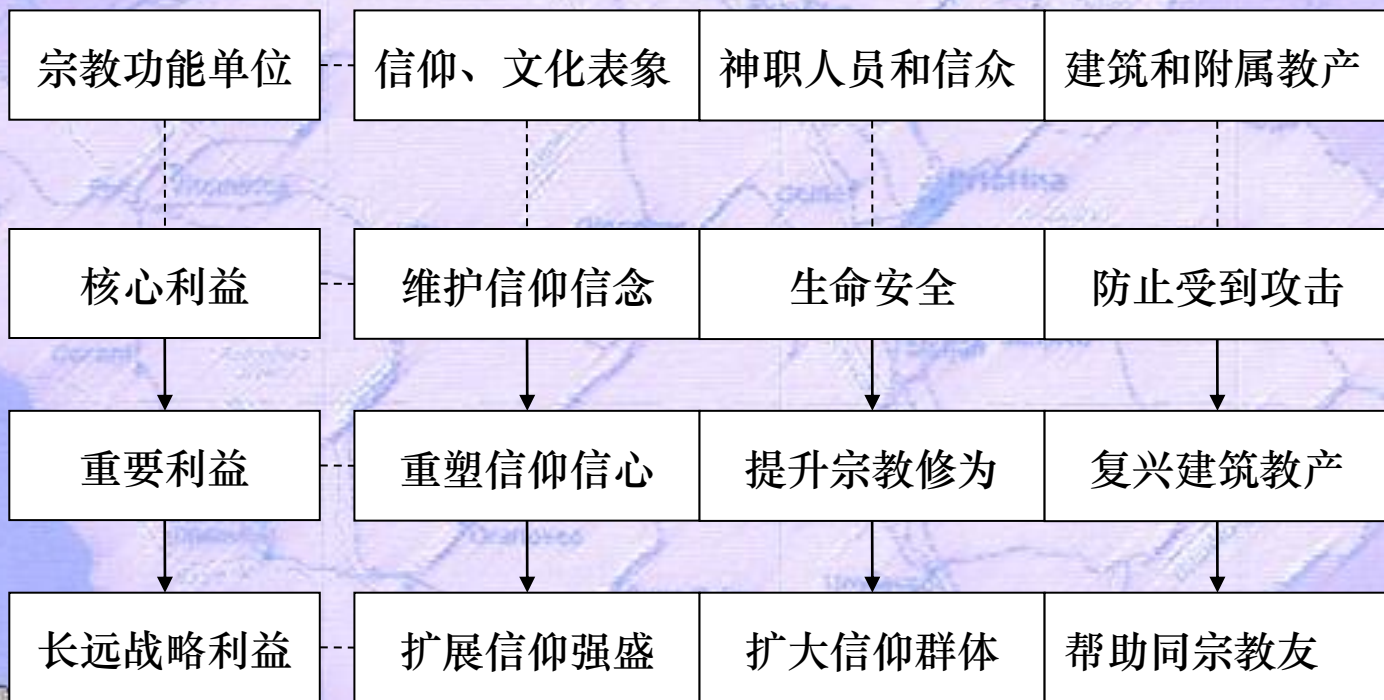 宗教功能单位 信仰、文化表象 神职人员和信众 建筑和附属教产
核心利益 维护信仰信念 生命安全 防止受到攻击
重要利益 重塑信仰信心 提升宗教修为 复兴建筑教产
长远战略利益 扩展信仰强盛 扩大信仰群体 帮助同宗教友